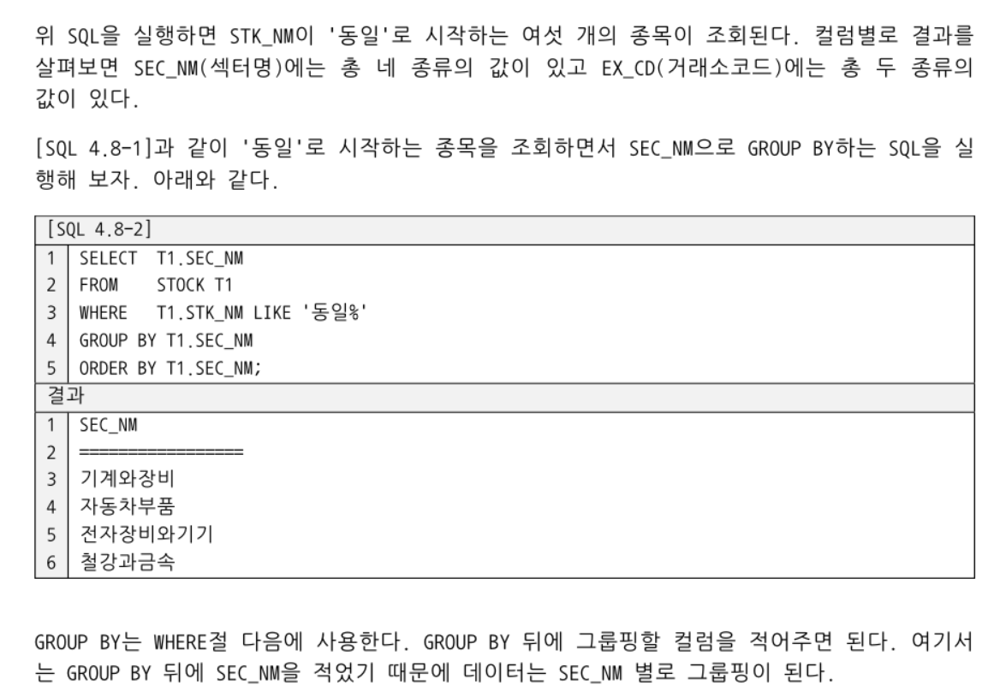 위 SQL을 실행하면 STK_NM이 '동일'로 시작하는 여섯 개의 종목이 조회된다. 컬럼별로 결과를
살펴보면 SEC_NM(섹터명)에는 총 네 종류의 값이 있고 EX_CD(거래소코드)에는 총 두 종류의
값이 있다.
[SQL 4.8-1]과 같이 '동일'로 시작하는 종목을 조회하면서 SEC_NM으로 GROUP BY하는 SQL을 실
행해 보자. 아래와 같다.
[SQL 4.8-2]
1 SELECT T1.SEC_NM
2 FROM STOCK T1
3 WHERE T1.STK_NM LIKE '동일%'
4 GROUP BY T1.SEC_NM
5 ORDER BY T1.SEC_NM;
결과
1 SEC_NM
2 =================
3 기계와장비
4 자동차부품
5 전자장비와기기
6 철강과금속
GROUP BY는 WHERE절 다음에 사용한다. GROUP BY 뒤에 그룹핑할 컬럼을 적어주면 된다. 여기서
는 GROUP BY 뒤에 SEC_NM을 적었기 때문에 데이터는 SEC_NM 별로 그룹핑이 된다.